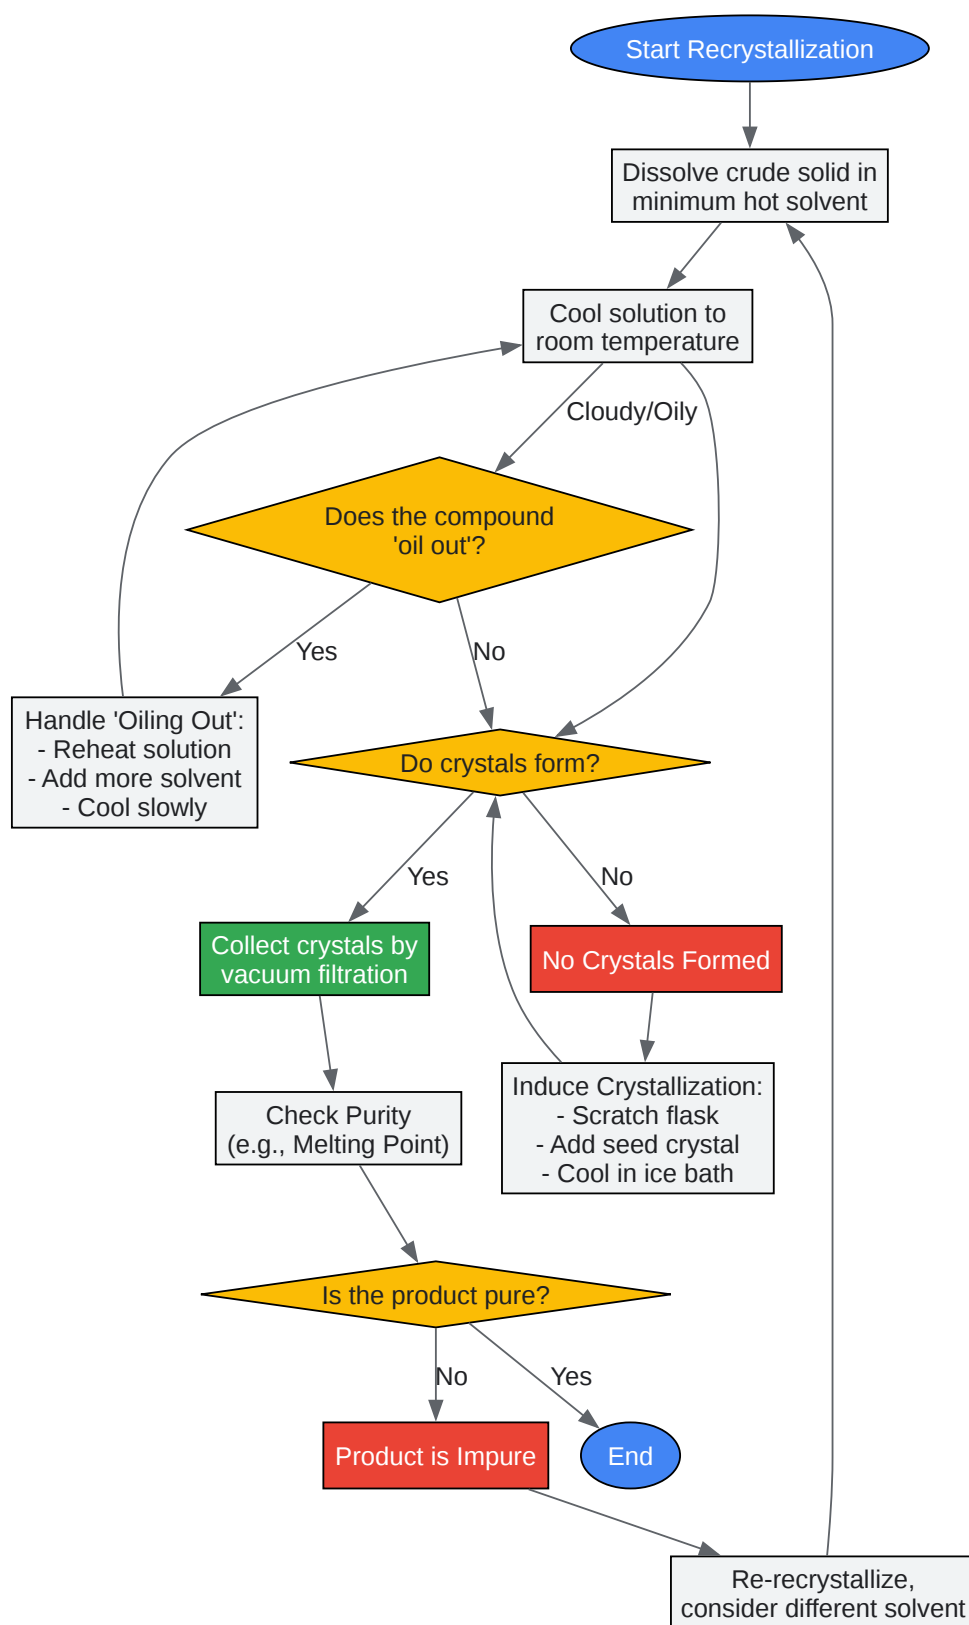 Start Recrystallization
Dissolve crude solid in
minimum hot solvent
Cool solution to
room temperature
Cloudy/Oily
Does the compound
'oil out'?
Yes
No
Handle 'Oiling Out':
- Reheat solution
- Add more solvent
- Cool slowly
Do crystals form?
Yes
No
Collect crystals by
vacuum filtration
No Crystals Formed
Induce Crystallization:
- Scratch flask
- Add seed crystal
- Cool in ice bath
Check Purity
(e.g., Melting Point)
Is the product pure?
No
Yes
Product is Impure
End
Re-recrystallize,
consider different solvent